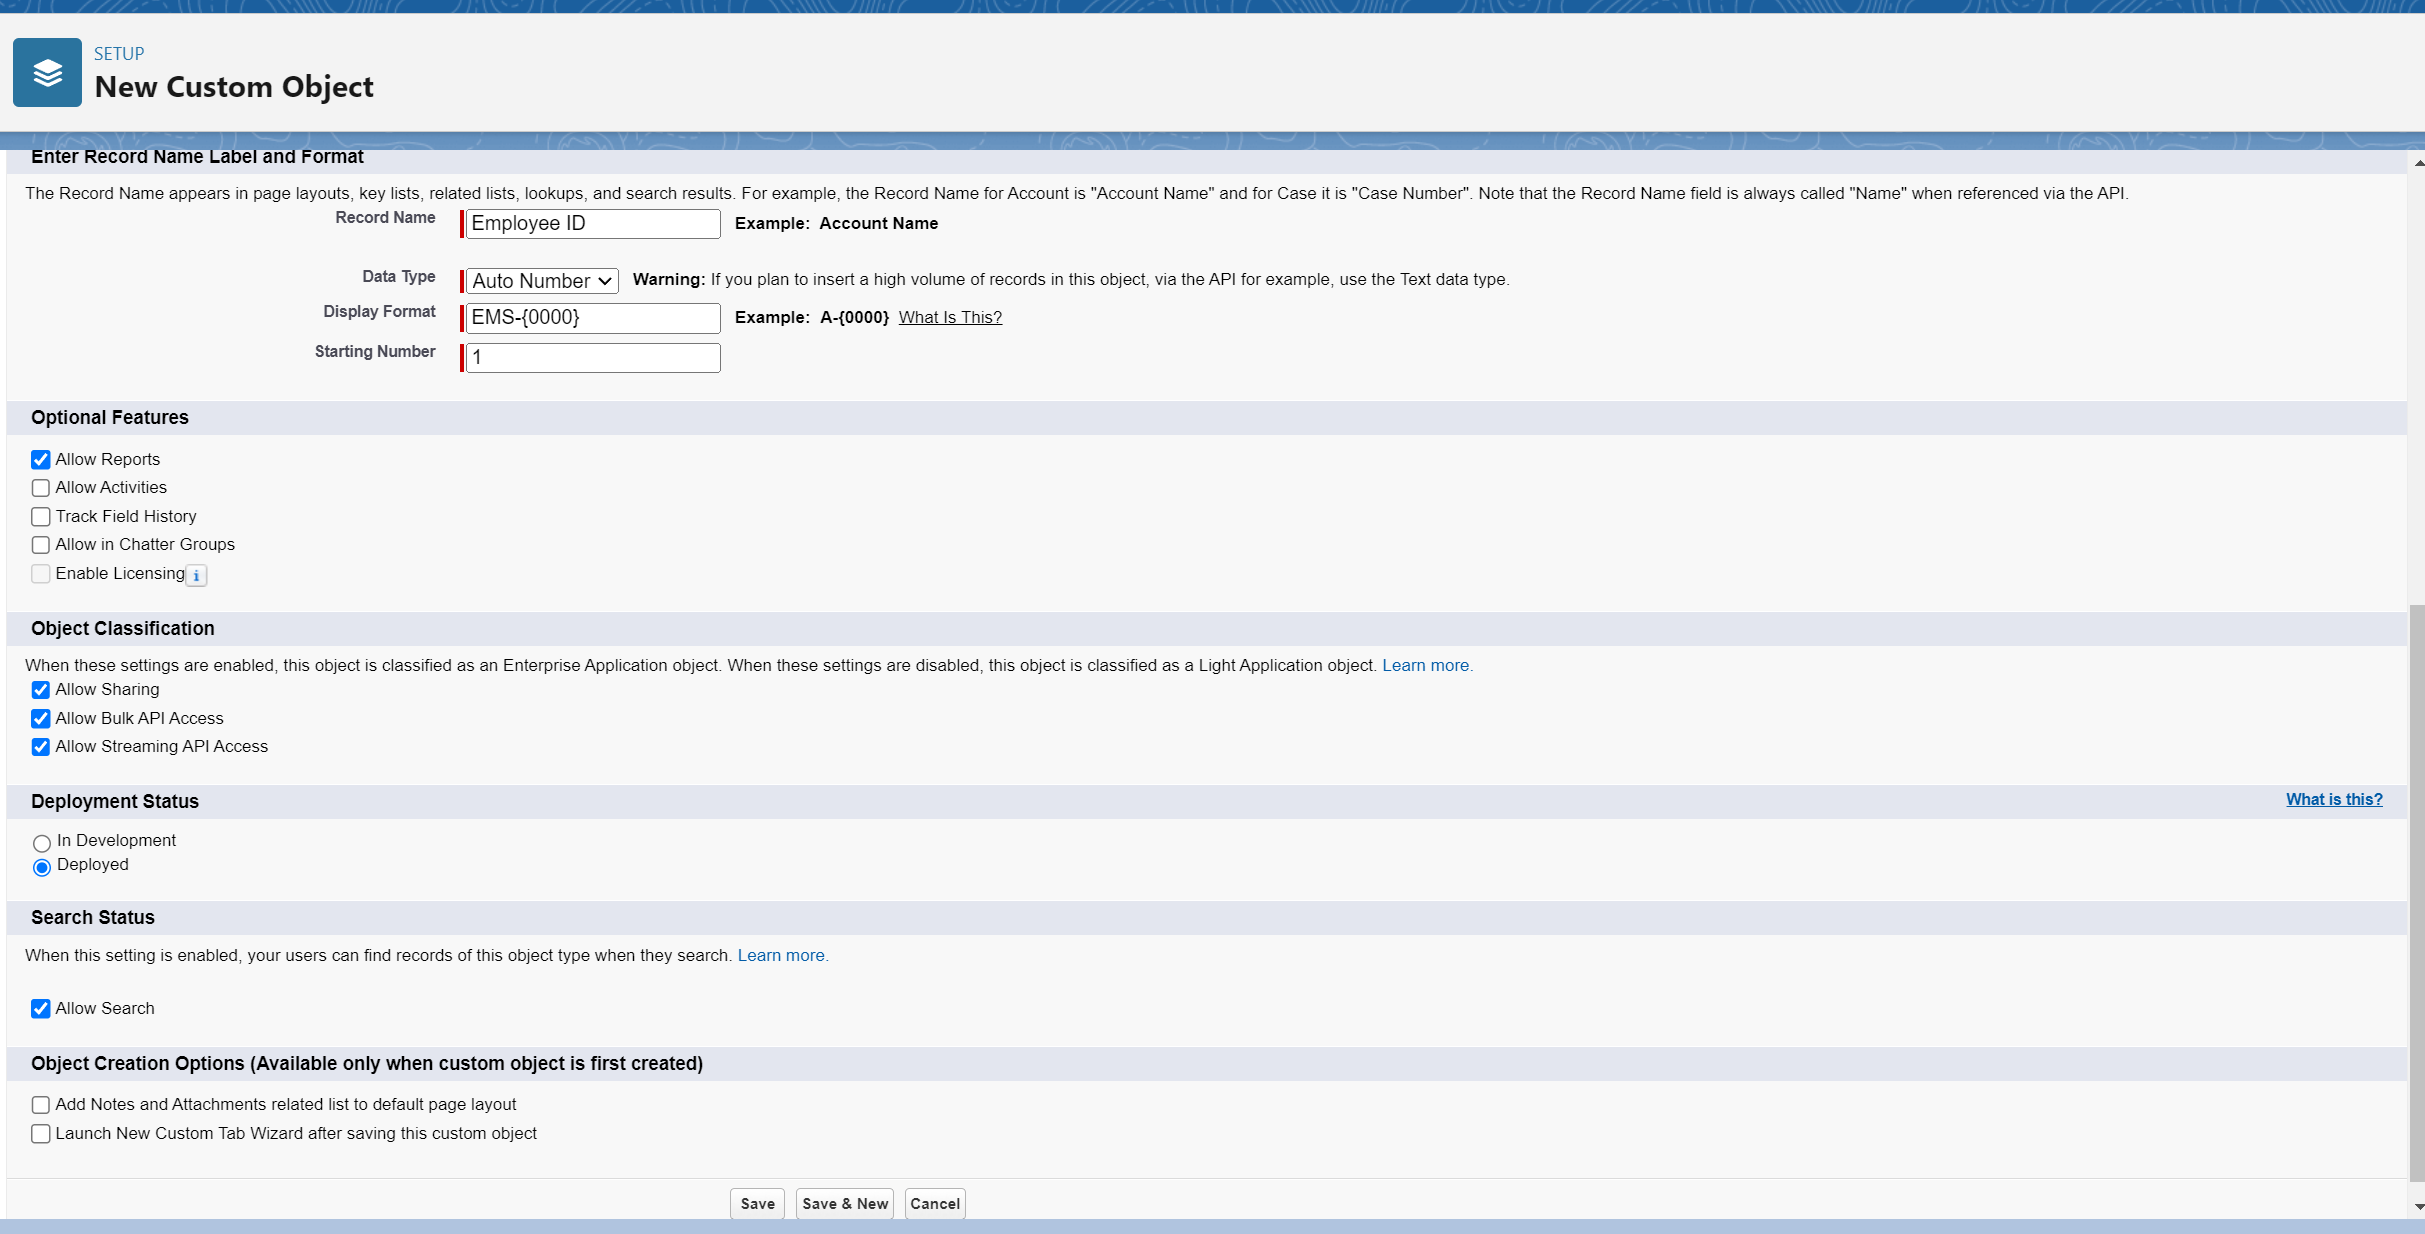 SETUP
New Custom Object
Enter Record Name Label and Format
The Record Name appears in page layouts, key lists, related lists, lookups, and search results. For example, the Record Name for Account is "Account Name" and for Case it is "Case Number". Note that the Record Name field is always called "Name" when referenced via the API.
Record Name Employee ID Example: Account Name
Data Type Auto Number Warning: If you plan to insert a high volume of records in this object, via the API for example, use the Text data type.
Display Format EMS-{0000} Example: A-{0000} What Is This?
Starting Number 1
Optional Features
Allow Reports
Allow Activities
Track Field History
Allow in Chatter Groups
Enable Licensing i
Object Classification
When these settings are enabled, this object is classified as an Enterprise Application object. When these settings are disabled, this object is classified as a Light Application object. Learn more.
Allow Sharing
Allow Bulk API Access
Allow Streaming API Access
Deployment Status What is this?
In Development
Deployed
Search Status
When this setting is enabled, your users can find records of this object type when they search. Learn more.
Allow Search
Object Creation Options (Available only when custom object is first created)
Add Notes and Attachments related list to default page layout
Launch New Custom Tab Wizard after saving this custom object
Save Save & New Cancel